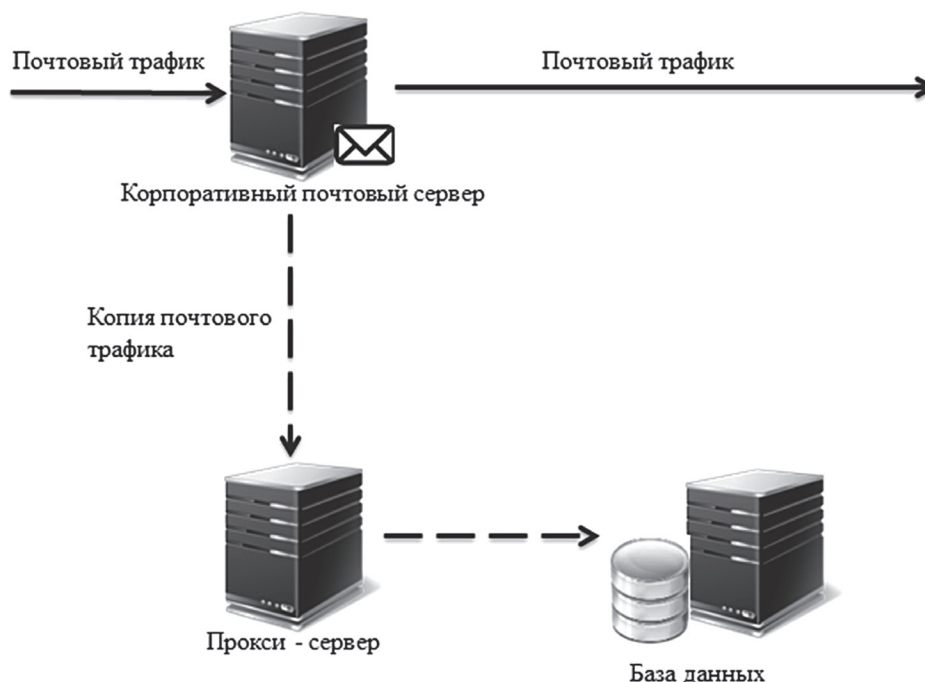 Почтовый трафик
Почтовый трафик
Корпоративный почтовый сервер
Копия почтового
трафика
Прокси - сервер
База данных